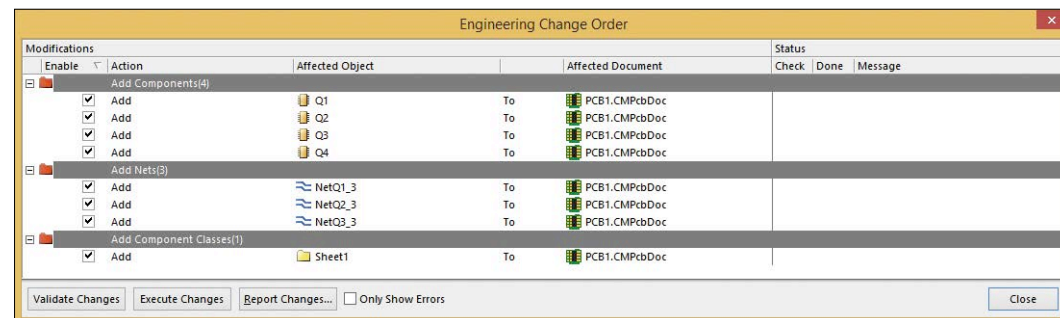 Engineering Change Order
Modifications Status
Enable Action Affected Object Affected Document Check Done Message
Add Components(4)
Add Q1 To PCB1.CMPcbDoc
Add Q2 To PCB1.CMPcbDoc
Add Q3 To PCB1.CMPcbDoc
Add Q4 To PCB1.CMPcbDoc
Add Nets(3)
Add NetQ1_3 To PCB1.CMPcbDoc
Add NetQ2_3 To PCB1.CMPcbDoc
Add NetQ3_3 To PCB1.CMPcbDoc
Add Component Classes(1)
Add Sheet1 To PCB1.CMPcbDoc
Validate Changes Execute Changes Report Changes... Only Show Errors Close